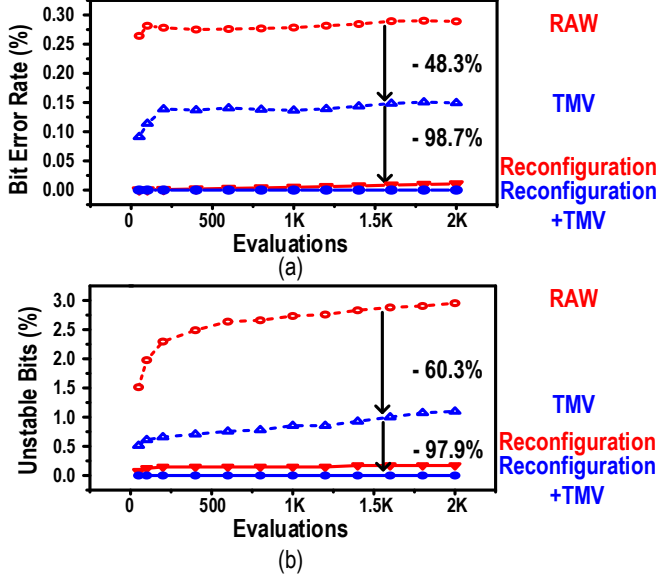 Bit Error Rate (%)
0.30
0.25
0.20
0.15
0.10
0.05
0.00
- 48.3%
- 98.7%
RAW
TMV
Reconfiguration
Reconfiguration
+TMV
0
500
1K
1.5K
2K
Evaluations
(a)
Unstable Bits (%)
3.0
2.5
2.0
1.5
1.0
0.5
0.0
- 60.3%
- 97.9%
RAW
TMV
Reconfiguration
Reconfiguration
+TMV
0
500
1K
1.5K
2K
Evaluations
(b)